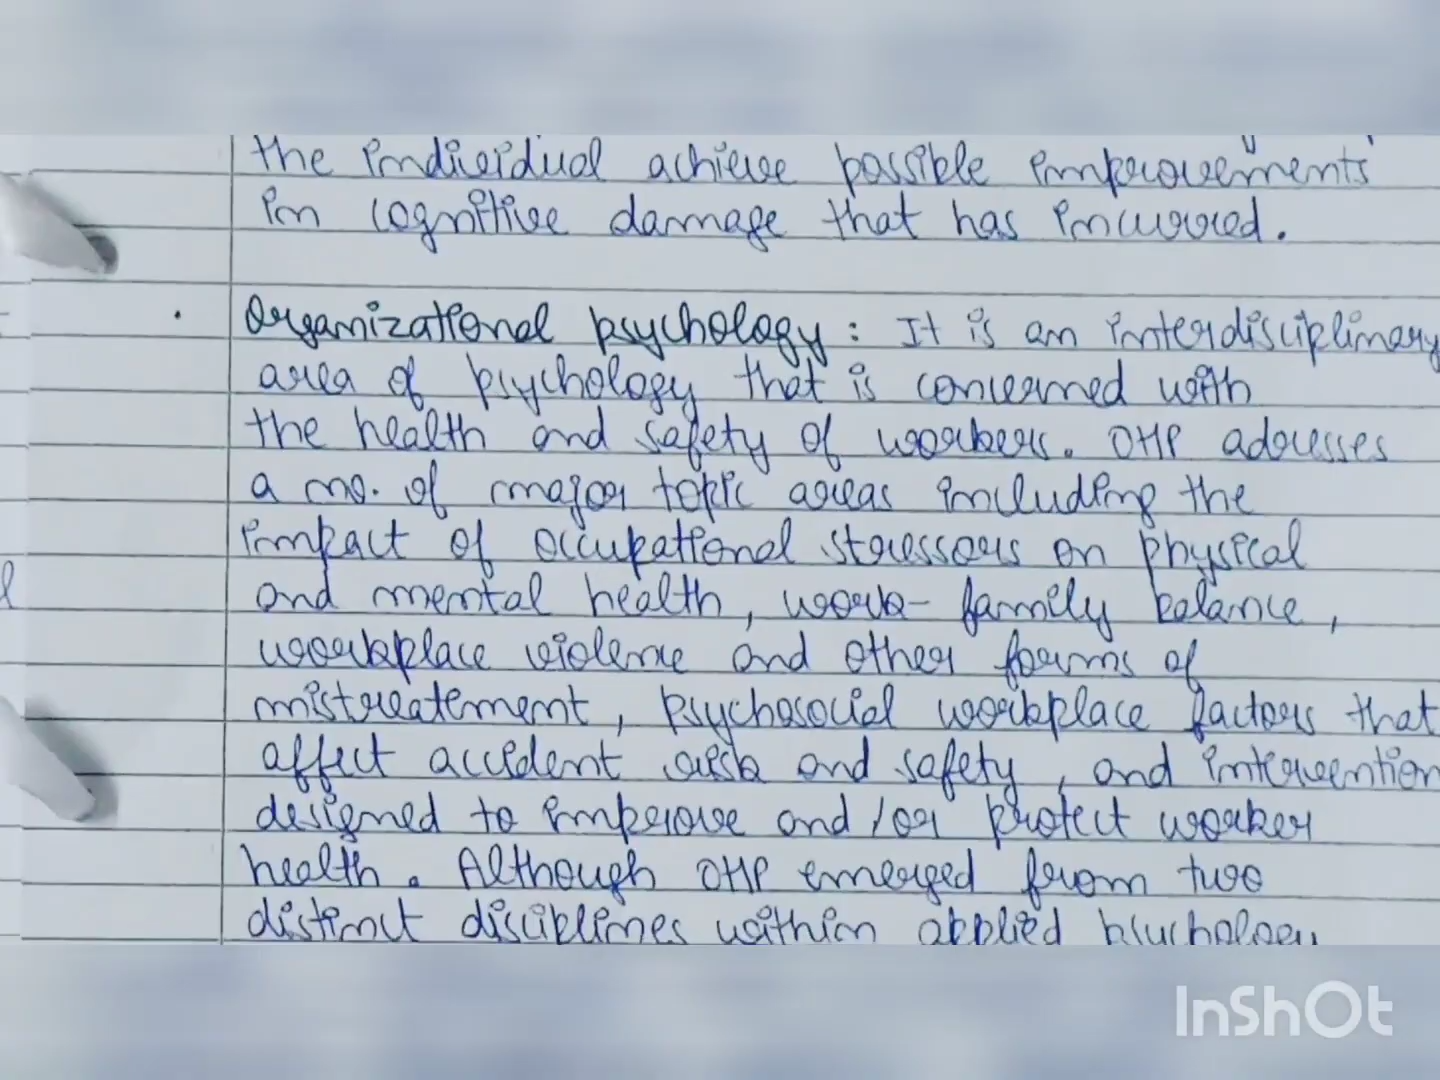 the individual achieve possible improvements
in cognitive damage that has incurred.
Organizational psychology: It is an interdisciplinary
area of psychology that is concerned with
the health and safety of workers. OHP adresses
a no. of major topic areas including the
impact of occupational stressors on physical
and mental health, work-family balance,
workplace violence and other forms of
mistreatement, psychosocial workplace factors that
affect accident risk and safety, and intervention
designed to improve and/or protect worker
health. Although OHP emerged from two
distinct disciplines within applied psychology
InShOt